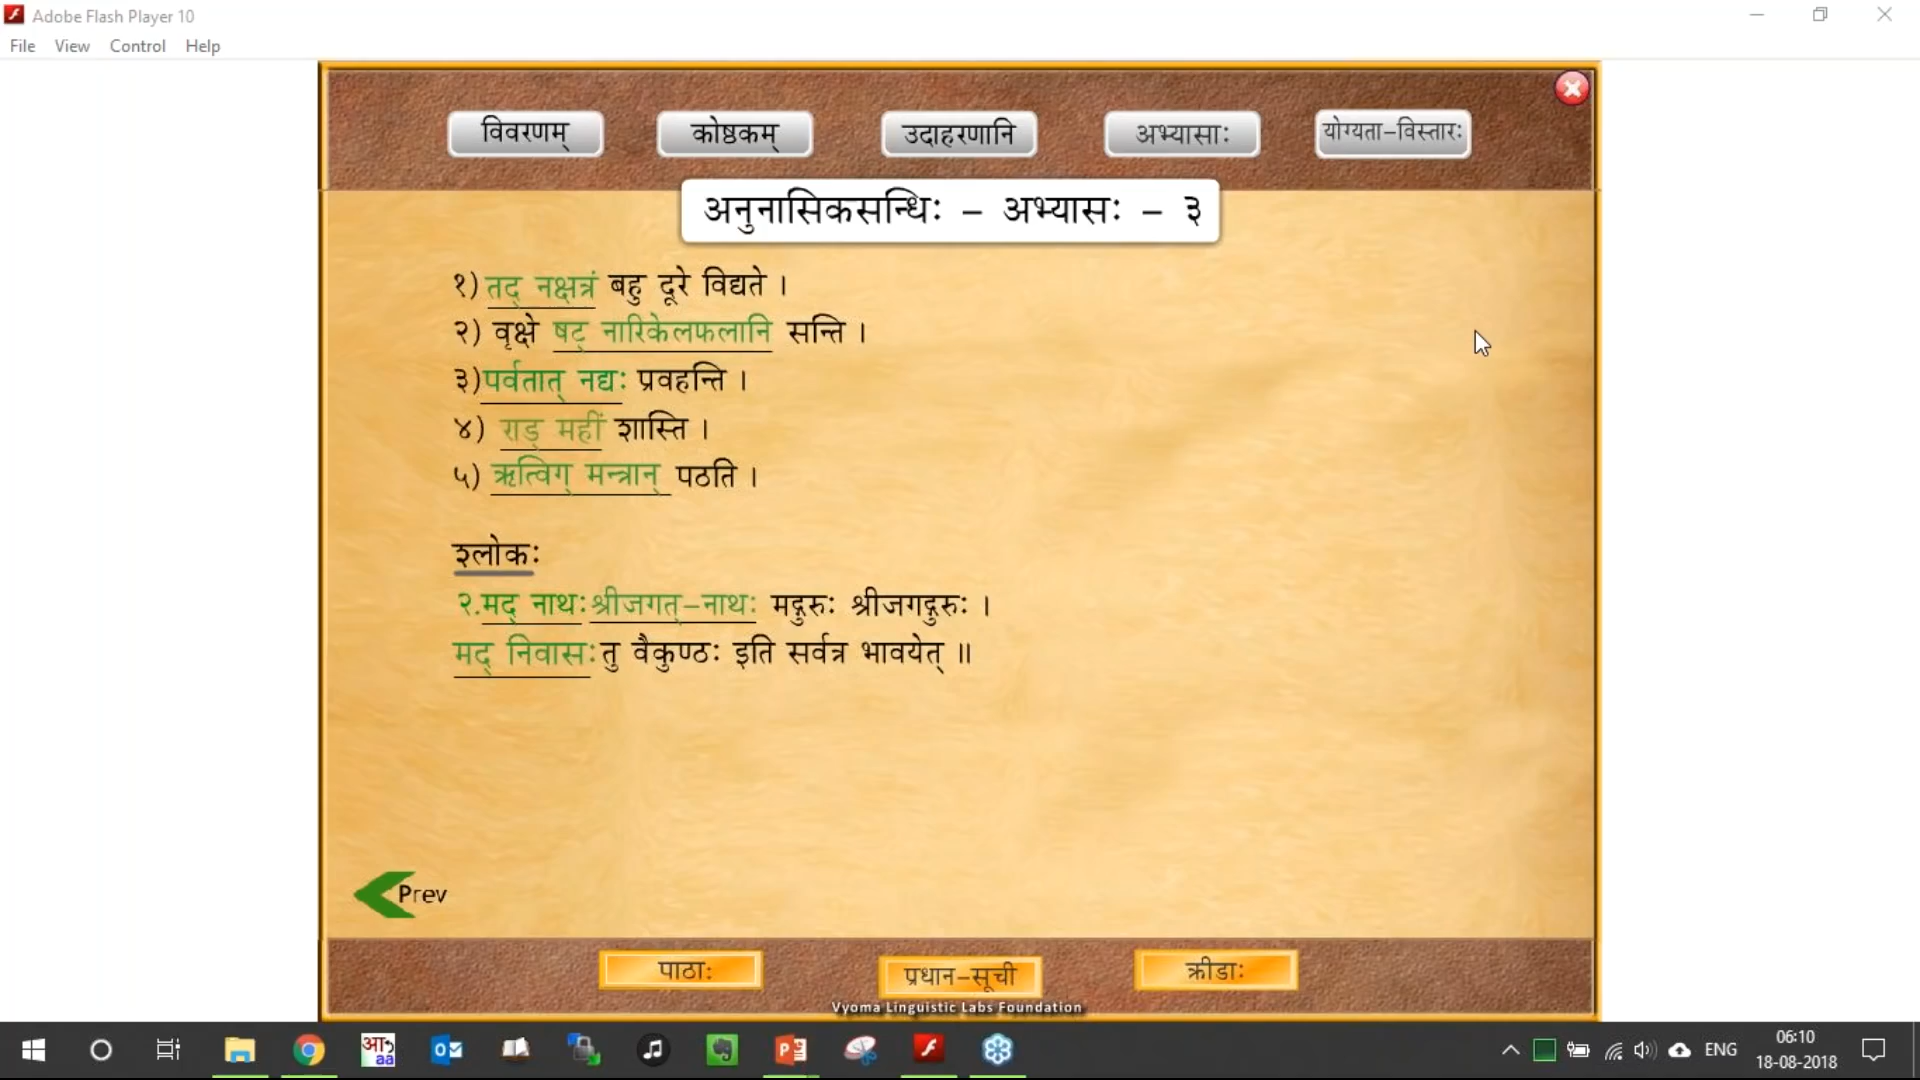 Adobe Flash Player 10
File View Control Help
विवरणम् कोष्ठकम् उदाहरणानि अभ्यासाः योग्यता-विस्तारः
अनुनासिकसन्धिः – अभ्यासः – ३
१) तद् नक्षत्रं बहु दूरे विद्यते ।
२) वृक्षे षट् नारिकेलफलानि सन्ति ।
३)पर्वतात् नद्यः प्रवहन्ति ।
४) राड् महीं शास्ति ।
५) ऋत्विग् मन्त्रान् पठति ।
श्लोकः
२.मद् नाथः श्रीजगत्-नाथः मद्गुरुः श्रीजगद्गुरुः ।
मद् निवासः तु वैकुण्ठः इति सर्वत्र भावयेत् ॥
Prev
पाठाः प्रधान-सूची क्रीडाः
Vyoma Linguistic Labs Foundation
ENG 06:10
18-08-2018